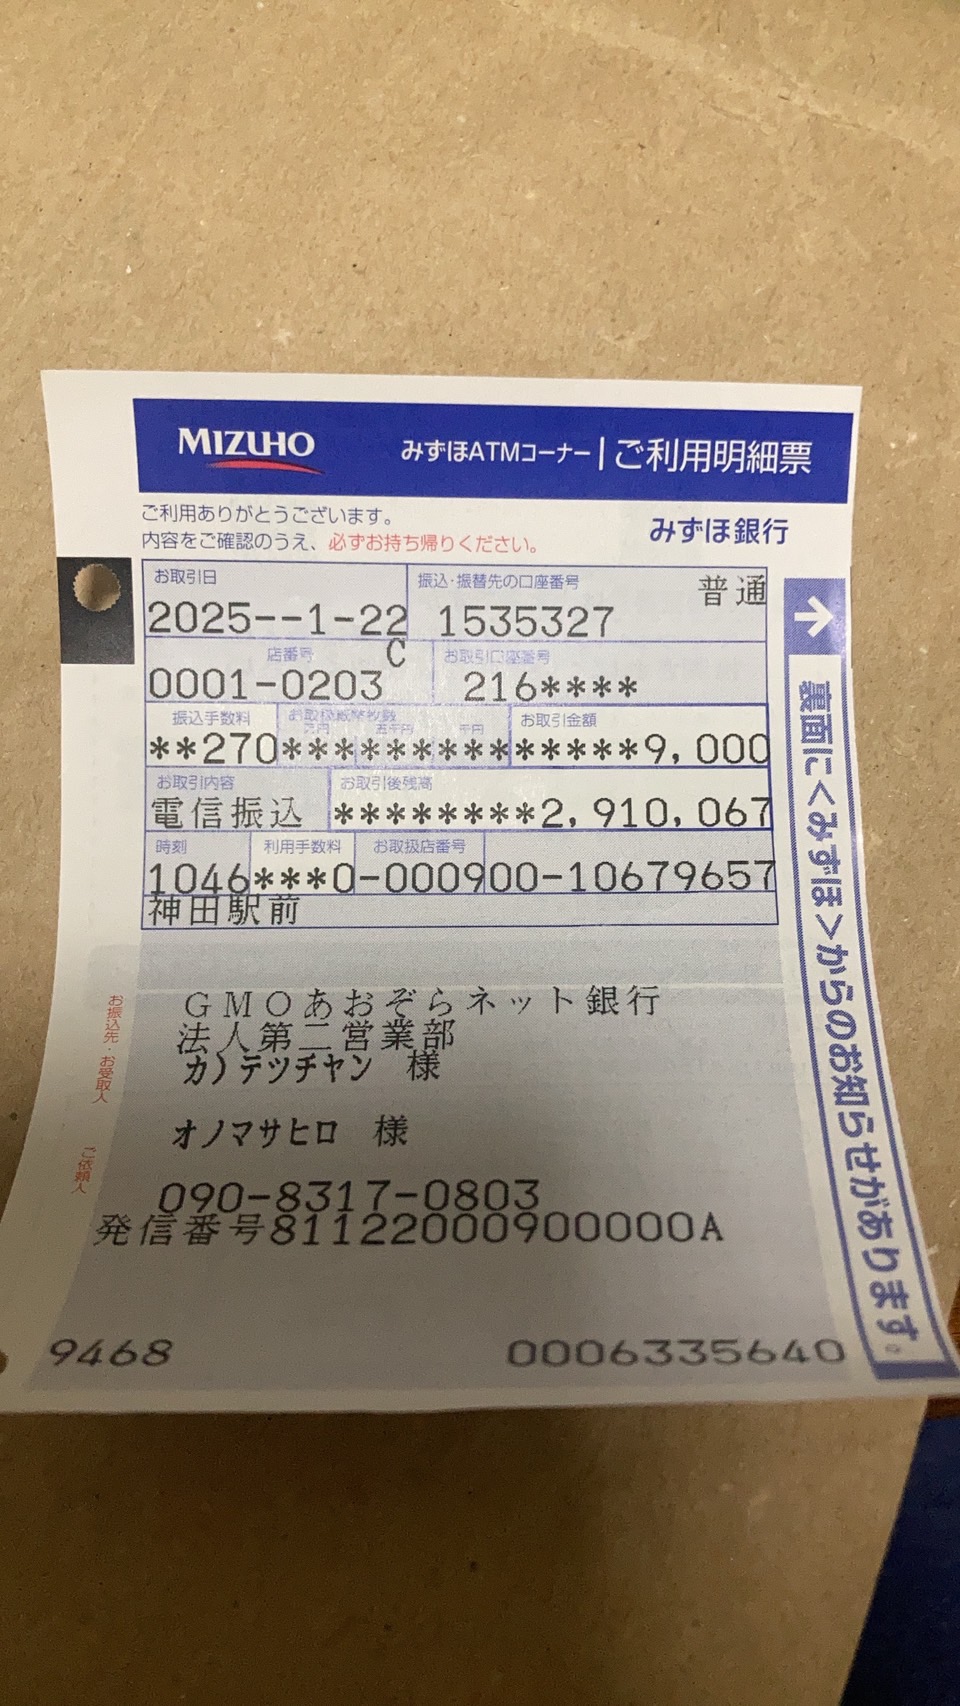 MIZUHO みずほATMコーナー|ご利用明細票
ご利用ありがとうございます。
内容をご確認のうえ、必ずお持ち帰りください。
みずほ銀行
お取引日 振込・振替先の口座番号 普通
2025--1-22 1535327
店番号 C お取引口座番号
0001-0203 216****
振込手数料 お取扱紙幣枚数 万円 五千円 千円 お取引金額
**270***|***|***|*****9,000
お取引内容 お取引後残高
電信振込 ********2,910,067
時刻 利用手数料 お取扱店番号
1046***0-000900-10679657
神田駅前
お振込先・お受取人
GMOあおぞらネット銀行
法人第二営業部
カ)テツチヤン 様
ご依頼人
オノマサヒロ 様
090-8317-0803
発信番号81122000900000A
9468 0006335640
→裏面に<みずほ>からのお知らせがあります。